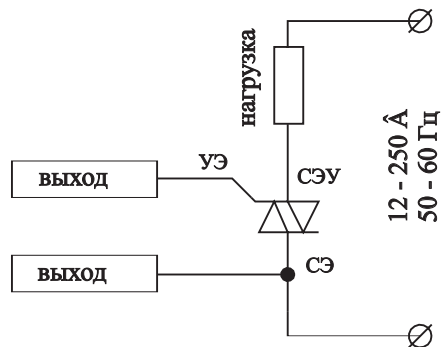 нагрузка
УЭ
СЭУ
выход
12 - 250 Â
50 - 60 Гц
выход
СЭ